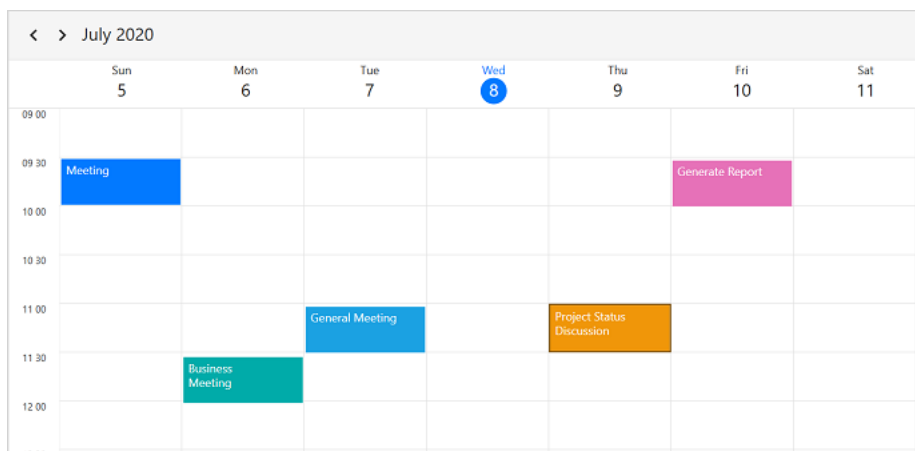 July 2020
Sun Mon Tue Wed Thu Fri Sat
5 6 7 8 9 10 11
09 00
09 30
Meeting
Generate Report
10 00
10 30
11 00
General Meeting
Project Status
Discussion
11 30
Business
Meeting
12 00